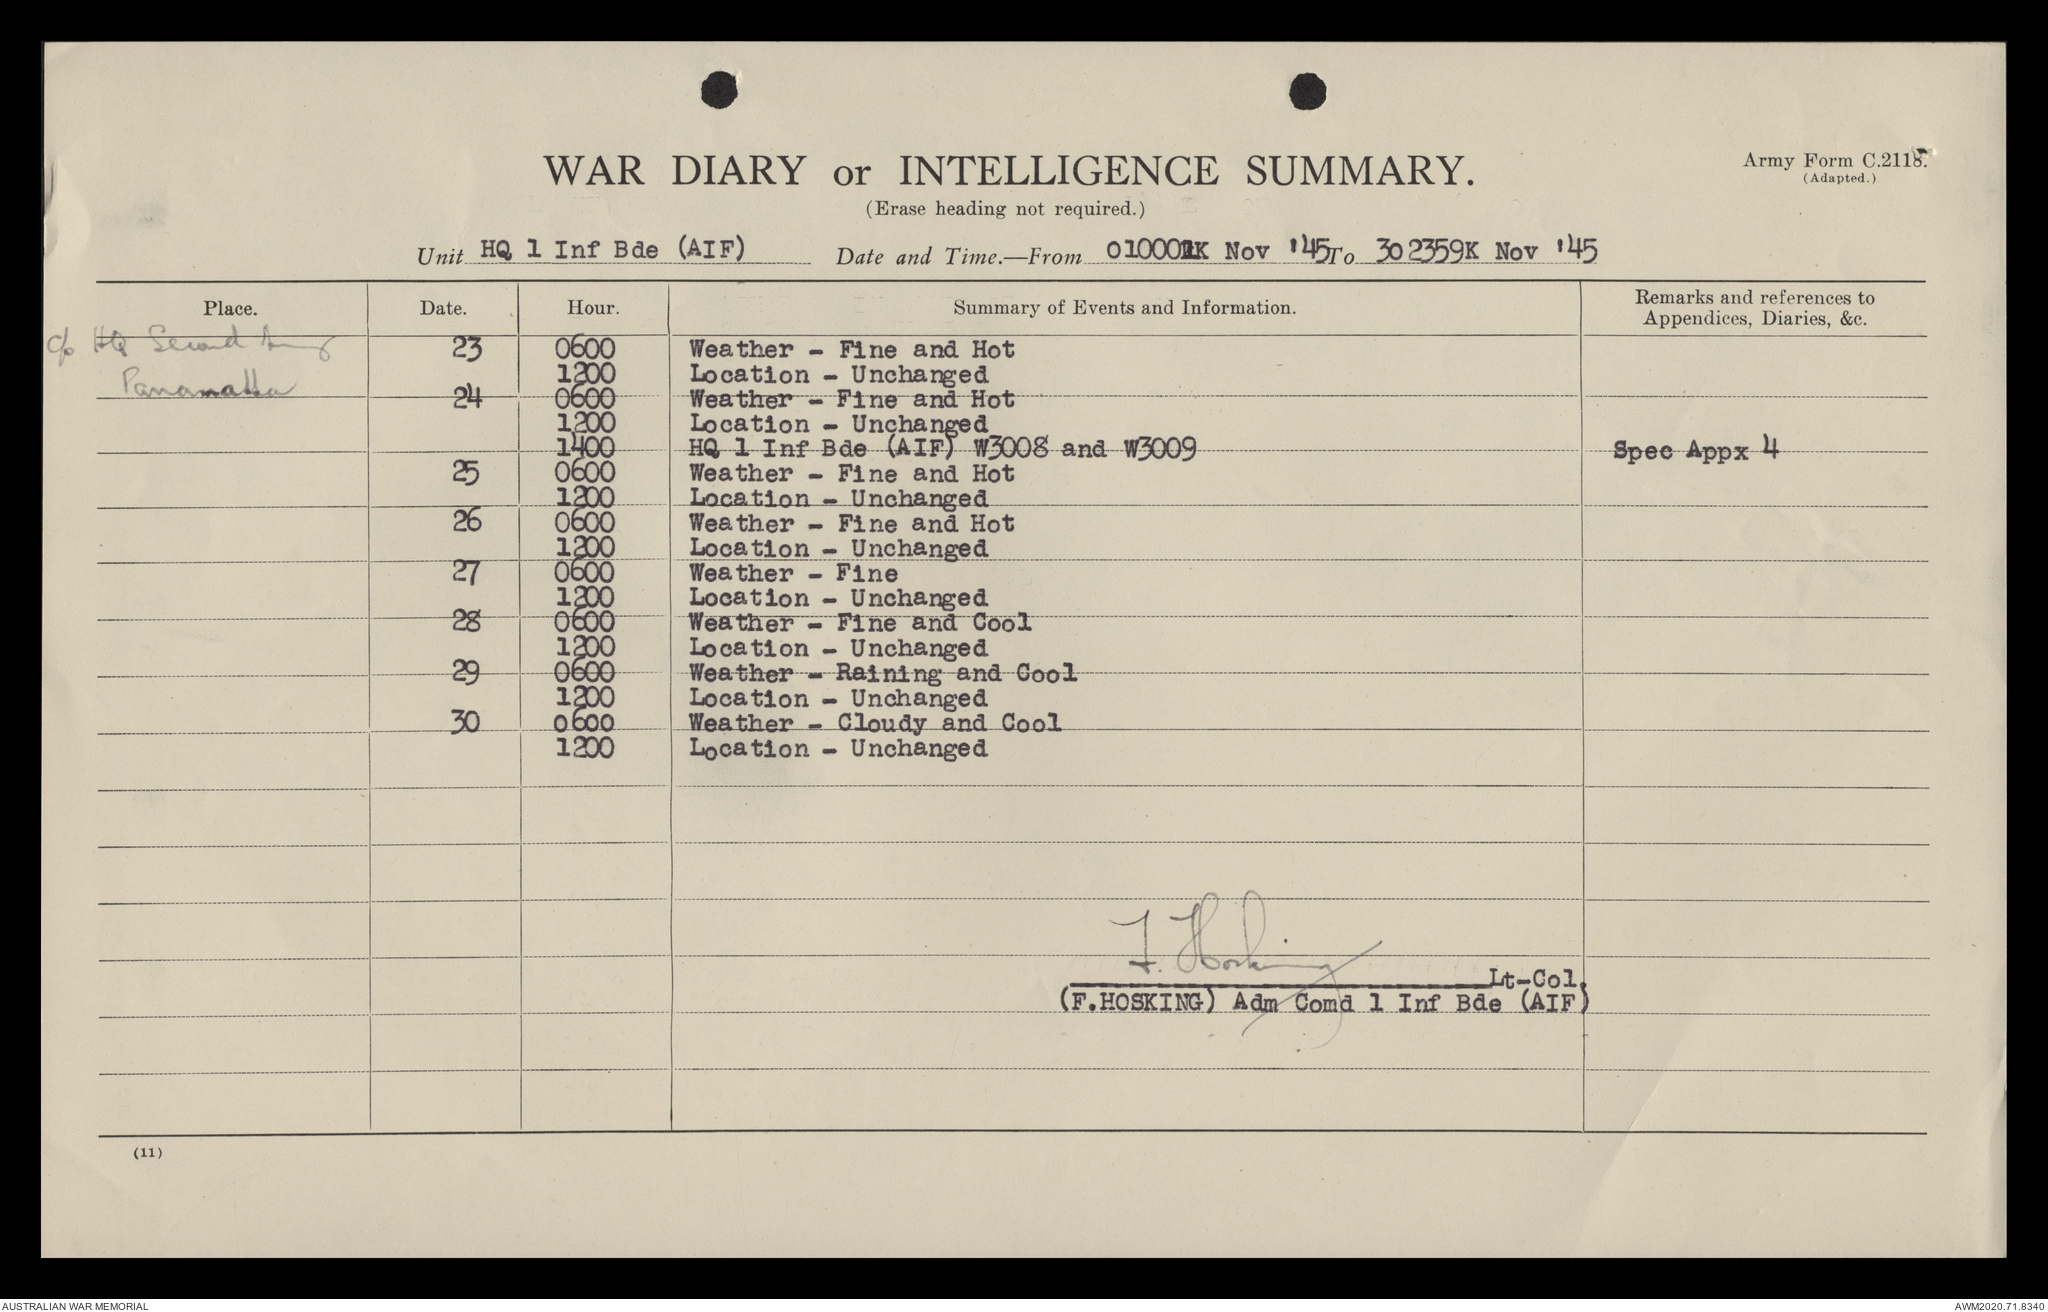 WAR DIARY or INTELLIGENCE SUMMARY.
Army Form C.2118.
(Adapted.)
(Erase heading not required.)
Unit HQ 1 Inf Bde (AIF) Date and Time.—From 010001K Nov '45 To 302359K Nov '45
Place. Date. Hour. Summary of Events and Information. Remarks and references to Appendices, Diaries, &c.
c/o HQ Second Army
Parramatta
23 0600 Weather - Fine and Hot
1200 Location - Unchanged
24 0600 Weather - Fine and Hot
1200 Location - Unchanged
1400 HQ 1 Inf Bde (AIF) W3008 and W3009 Spec Appx 4
25 0600 Weather - Fine and Hot
1200 Location - Unchanged
26 0600 Weather - Fine and Hot
1200 Location - Unchanged
27 0600 Weather - Fine
1200 Location - Unchanged
28 0600 Weather - Fine and Cool
1200 Location - Unchanged
29 0600 Weather - Raining and Cool
1200 Location - Unchanged
30 0600 Weather - Cloudy and Cool
1200 Location - Unchanged
F. Hosking
Lt-Col.
(F.HOSKING) Adm Comd 1 Inf Bde (AIF)
(11)
AUSTRALIAN WAR MEMORIAL
AWM2020.71.8340